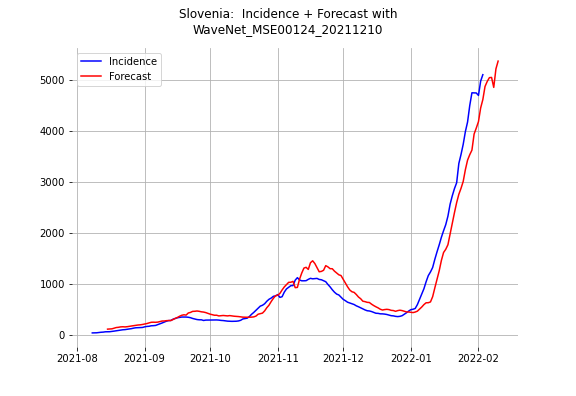 Slovenia:  Incidence + Forecast with
WaveNet_MSE00124_20211210
Incidence
Forecast
5000
4000
3000
2000
1000
0
2021-08 2021-09 2021-10 2021-11 2021-12 2022-01 2022-02